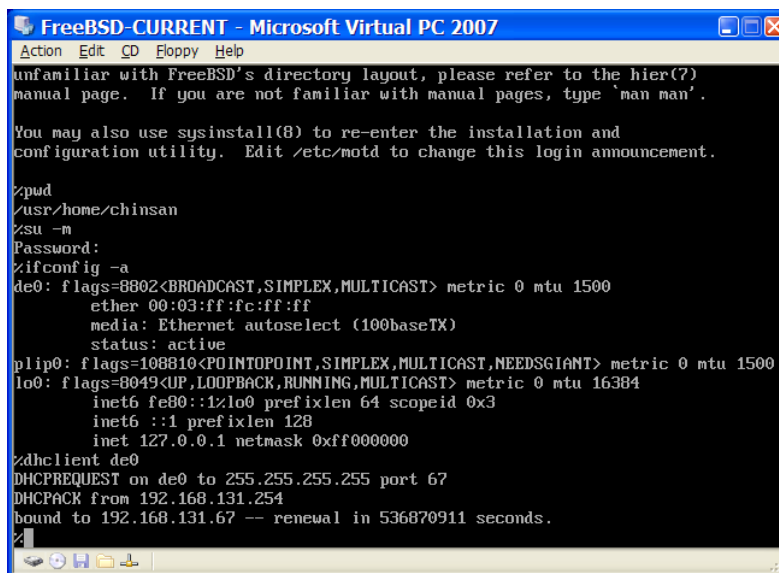 FreeBSD-CURRENT - Microsoft Virtual PC 2007
Action Edit CD Floppy Help
unfamiliar with FreeBSD's directory layout, please refer to the hier(7)
manual page.  If you are not familiar with manual pages, type `man man'.
You may also use sysinstall(8) to re-enter the installation and
configuration utility.  Edit /etc/motd to change this login announcement.
%pwd
/usr/home/chinsan
%su -m
Password:
%ifconfig -a
de0: flags=8802<BROADCAST,SIMPLEX,MULTICAST> metric 0 mtu 1500
ether 00:03:ff:fc:ff:ff
media: Ethernet autoselect (100baseTX)
status: active
plip0: flags=108810<POINTOPOINT,SIMPLEX,MULTICAST,NEEDSGIANT> metric 0 mtu 1500
lo0: flags=8049<UP,LOOPBACK,RUNNING,MULTICAST> metric 0 mtu 16384
inet6 fe80::1%lo0 prefixlen 64 scopeid 0x3
inet6 ::1 prefixlen 128
inet 127.0.0.1 netmask 0xff000000
%dhclient de0
DHCPREQUEST on de0 to 255.255.255.255 port 67
DHCPACK from 192.168.131.254
bound to 192.168.131.67 -- renewal in 536870911 seconds.
%